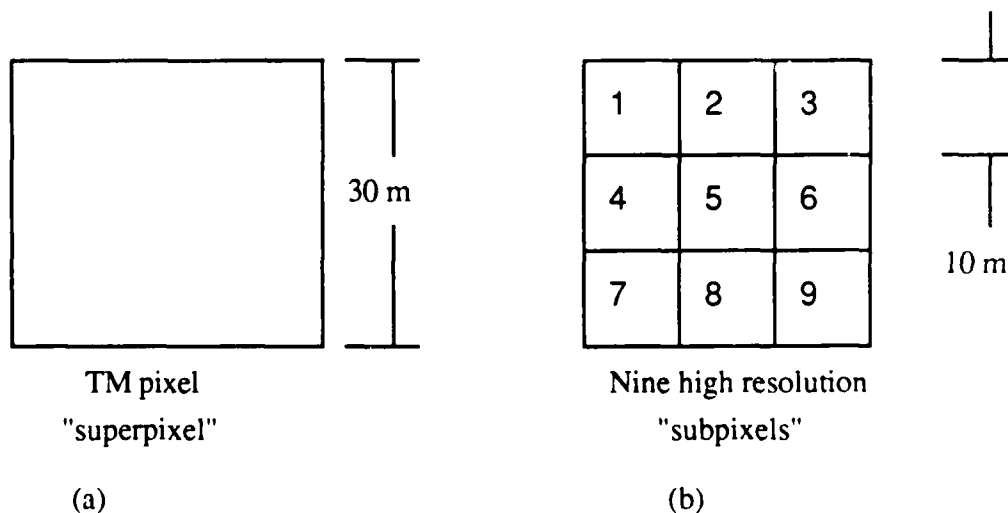 30 m
TM pixel
"superpixel"
(a)
1 2 3
4 5 6
7 8 9
10 m
Nine high resolution
"subpixels"
(b)